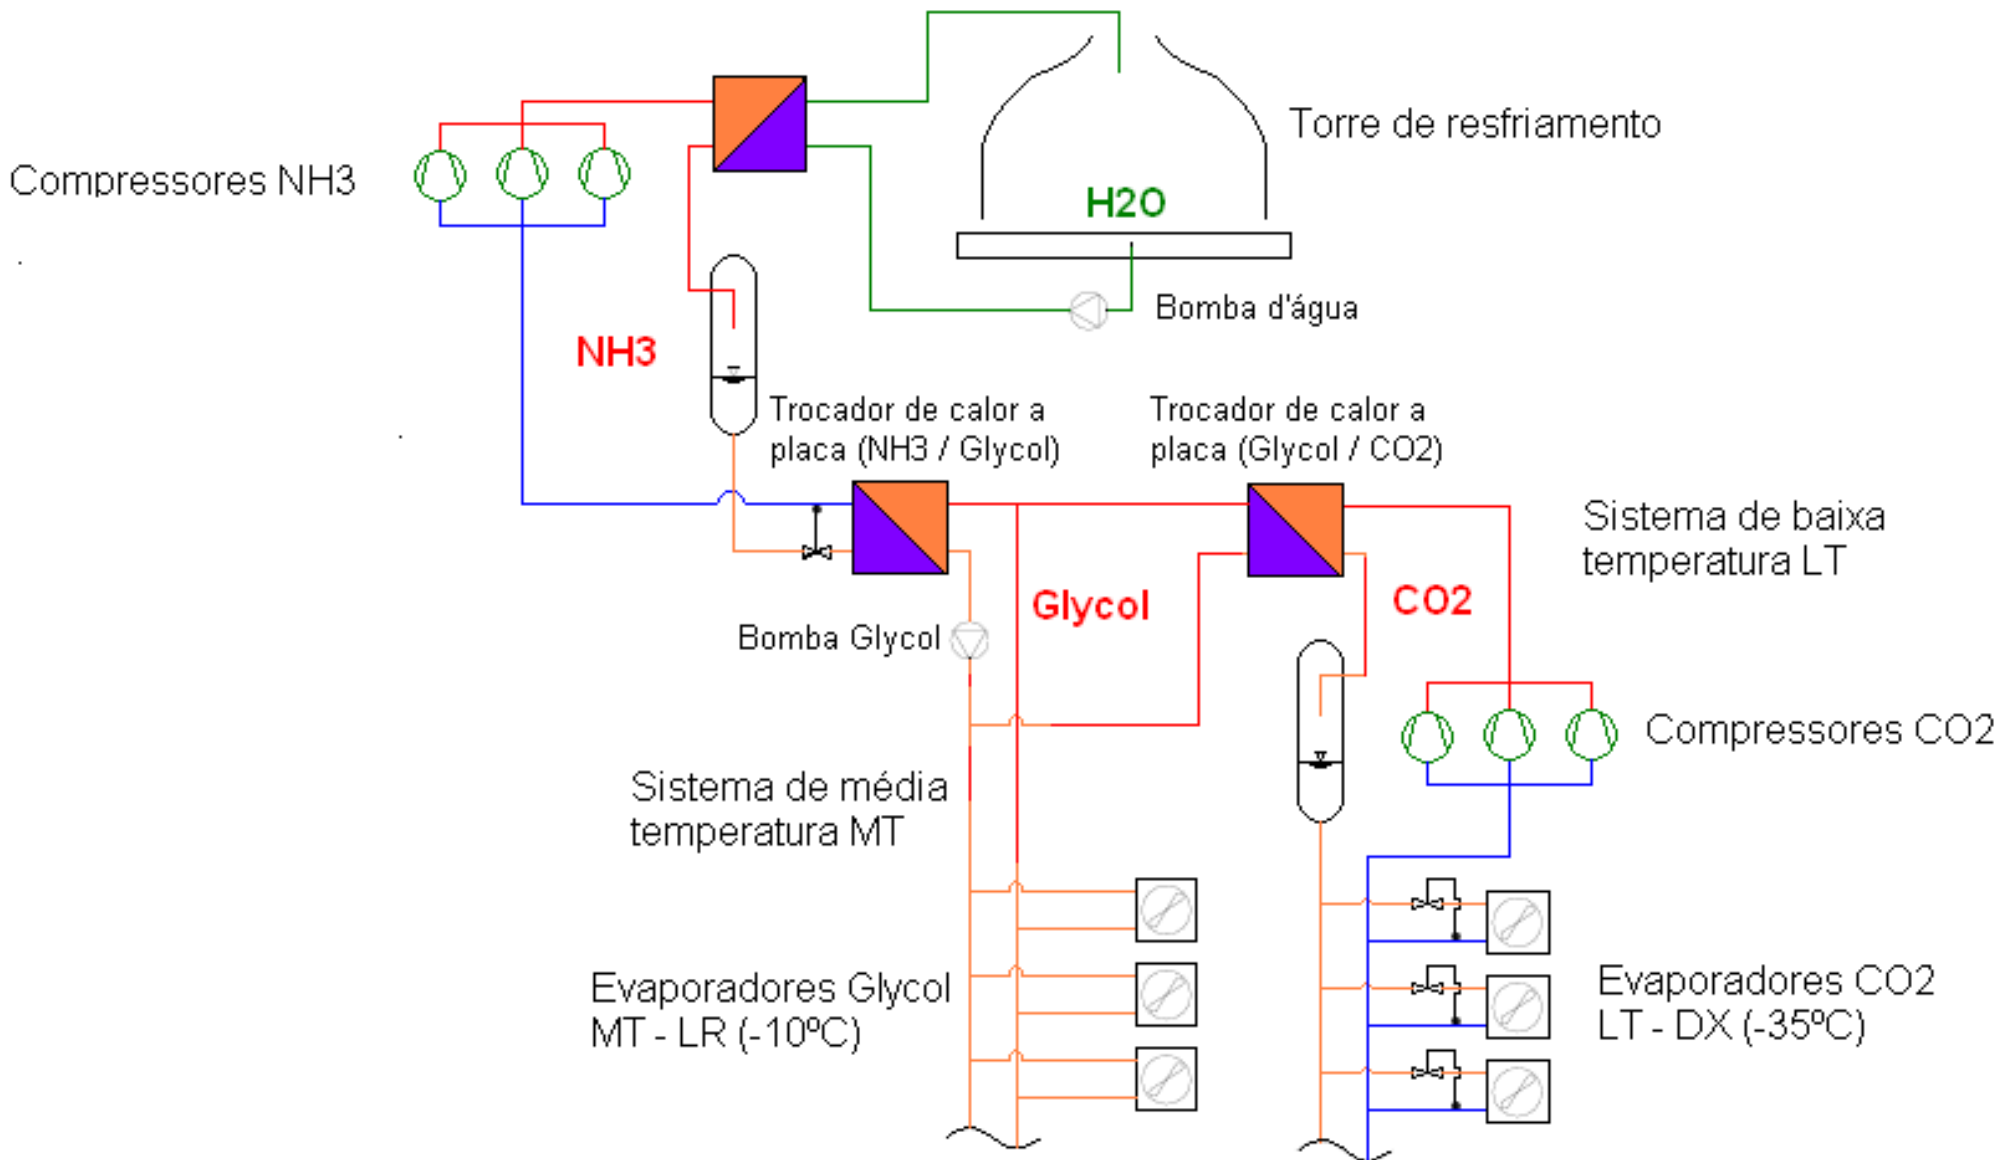 Torre de resfriamento
Compressores NH3
H2O
Bomba d'água
NH3
Trocador de calor a
placa (NH3 / Glycol)
Trocador de calor a
placa (Glycol / CO2)
Sistema de baixa
temperatura LT
Glycol
CO2
Bomba Glycol
Compressores CO2
Sistema de média
temperatura MT
Evaporadores Glycol
MT - LR (-10ºC)
Evaporadores CO2
LT - DX (-35ºC)